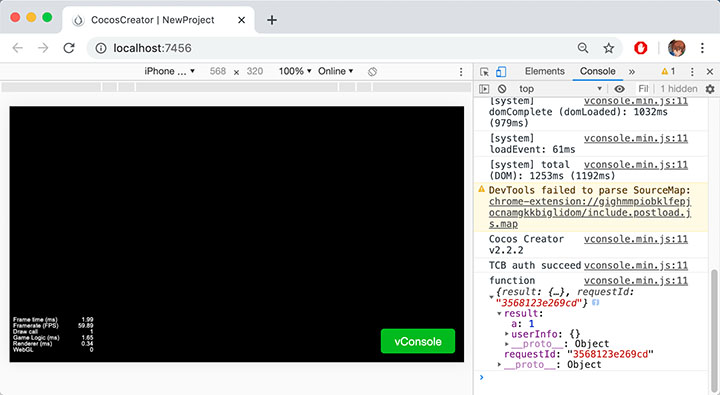 CocosCreator | NewProject
localhost:7456
iPhone ... 568 × 320 100% Online
Elements Console » 1
top Fil 1 hidden
[system] vconsole.min.js:11
domComplete (domLoaded): 1032ms
(979ms)
[system] vconsole.min.js:11
loadEvent: 61ms
[system] total vconsole.min.js:11
(DOM): 1253ms (1192ms)
DevTools failed to parse SourceMap:
chrome-extension://gighmmpiobklfepj
ocnamgkkbiglidom/include.postload.j
s.map
Cocos Creator vconsole.min.js:11
v2.2.2
TCB auth succeed vconsole.min.js:11
function vconsole.min.js:11
{result: {…}, requestId:
"3568123e269cd"}
result:
a: 1
userInfo: {}
__proto__: Object
requestId: "3568123e269cd"
__proto__: Object
Frame time (ms) 1.99
Framerate (FPS) 59.89
Draw call 1
Game Logic (ms) 1.65
Renderer (ms) 0.34
WebGL 0
vConsole